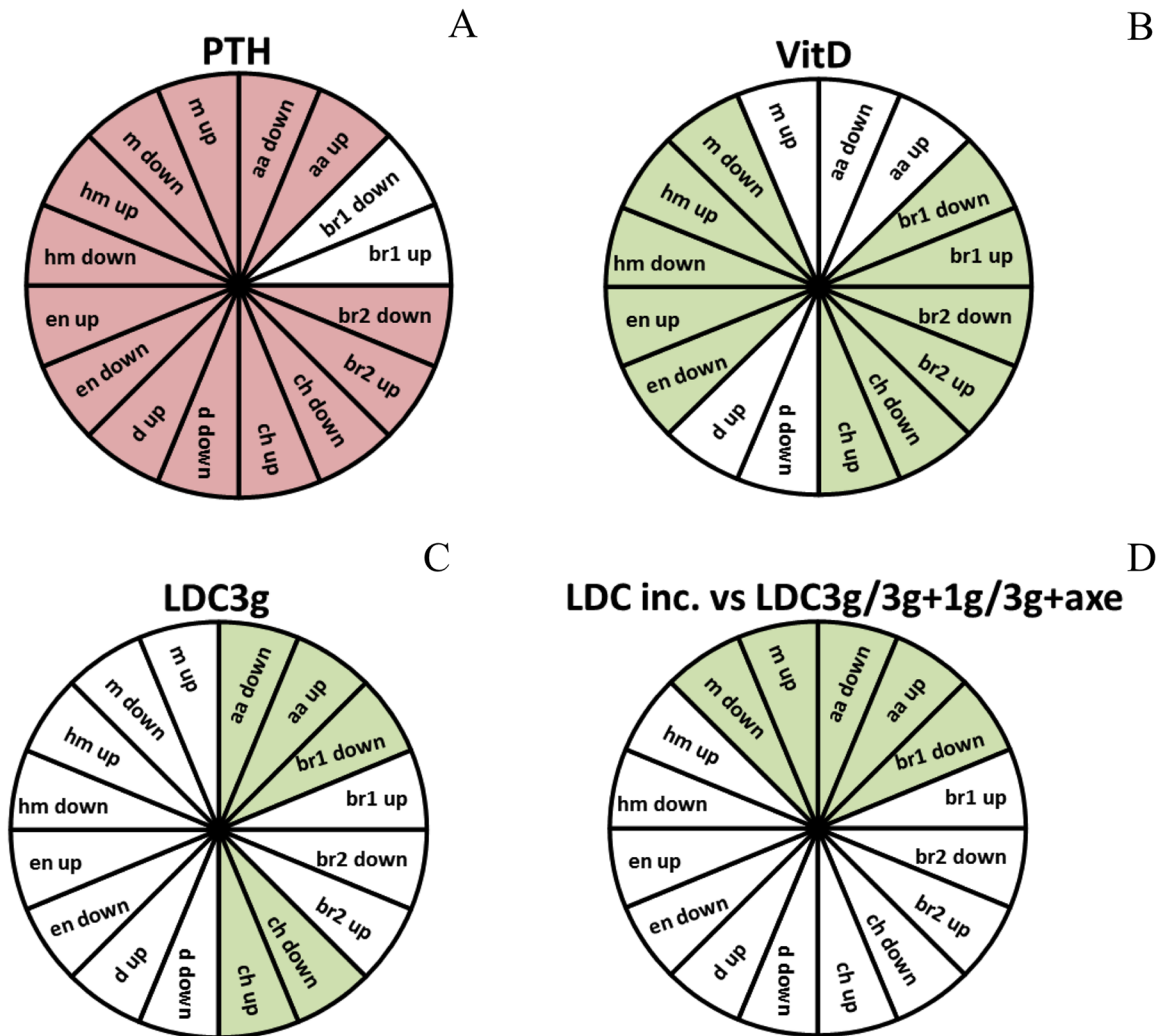 A
PTH
m up
aa down
m down
aa up
hm up
br1 down
hm down
br1 up
en up
br2 down
en down
br2 up
d up
ch down
d down
ch up
B
VitD
m up
aa down
m down
aa up
hm up
br1 down
hm down
br1 up
en up
br2 down
en down
br2 up
d up
ch down
d down
ch up
C
LDC3g
m up
aa down
m down
aa up
hm up
br1 down
hm down
br1 up
en up
br2 down
en down
br2 up
d up
ch down
d down
ch up
D
LDC inc. vs LDC3g/3g+1g/3g+axe
m up
aa down
m down
aa up
hm up
br1 down
hm down
br1 up
en up
br2 down
en down
br2 up
d up
ch down
d down
ch up